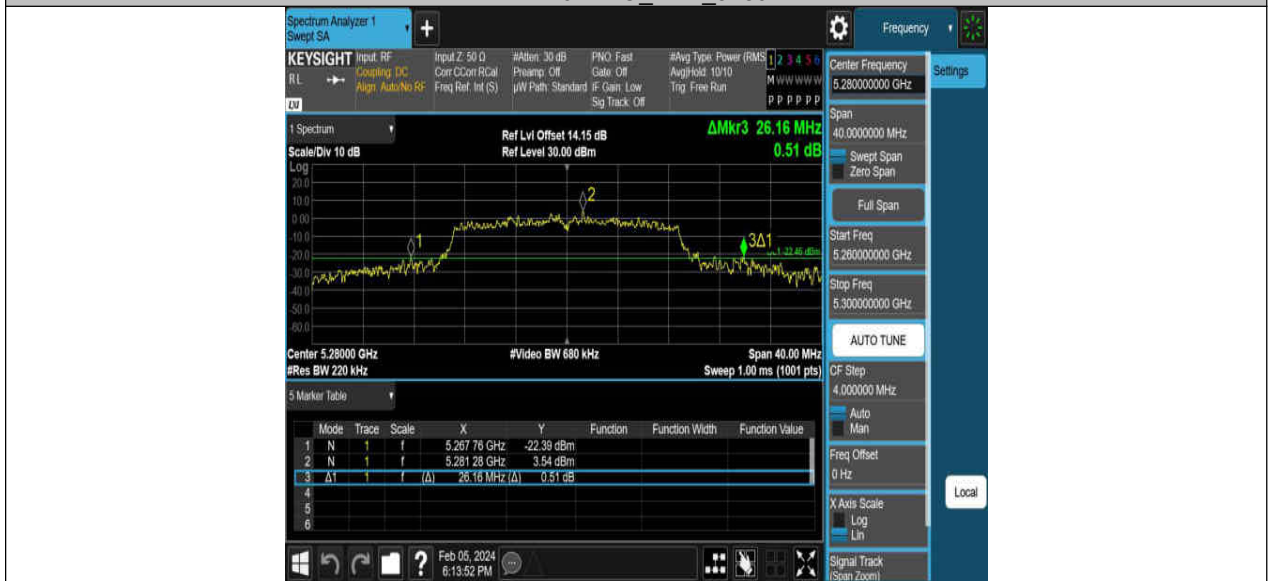 Spectrum Analyzer 1
Swept SA
+
Frequency
KEYSIGHT
RL
LXI
Input: RF
Coupling: DC
Align: Auto/No RF
Input Z: 50 Ω
Corr CCorr RCal
Freq Ref: Int (S)
#Atten: 30 dB
Preamp: Off
µW Path: Standard
PNO: Fast
Gate: Off
IF Gain: Low
Sig Track: Off
#Avg Type: Power (RMS
Avg|Hold: 10/10
Trig: Free Run
1 2 3 4 5 6
M W W W W W
P P P P P P
1 Spectrum
Scale/Div 10 dB
Ref Lvl Offset 14.15 dB
Ref Level 30.00 dBm
ΔMkr3 26.16 MHz
0.51 dB
Log
20.0
10.0
0.00
-10.0
-20.0
-30.0
-40.0
-50.0
-60.0
1
2
3Δ1
-22.46 dBm
Center 5.28000 GHz
#Video BW 680 kHz
Span 40.00 MHz
#Res BW 220 kHz
Sweep 1.00 ms (1001 pts)
5 Marker Table
Mode Trace Scale X Y Function Function Width Function Value
1 N 1 f 5.267 76 GHz -22.39 dBm
2 N 1 f 5.281 28 GHz 3.54 dBm
3 Δ1 1 f (Δ) 26.16 MHz (Δ) 0.51 dB
4
5
6
?
Feb 05, 2024
6:13:52 PM
Center Frequency
5.280000000 GHz
Settings
Span
40.0000000 MHz
Swept Span
Zero Span
Full Span
Start Freq
5.260000000 GHz
Stop Freq
5.300000000 GHz
AUTO TUNE
CF Step
4.000000 MHz
Auto
Man
Freq Offset
0 Hz
X Axis Scale
Log
Lin
Local
Signal Track
(Span Zoom)